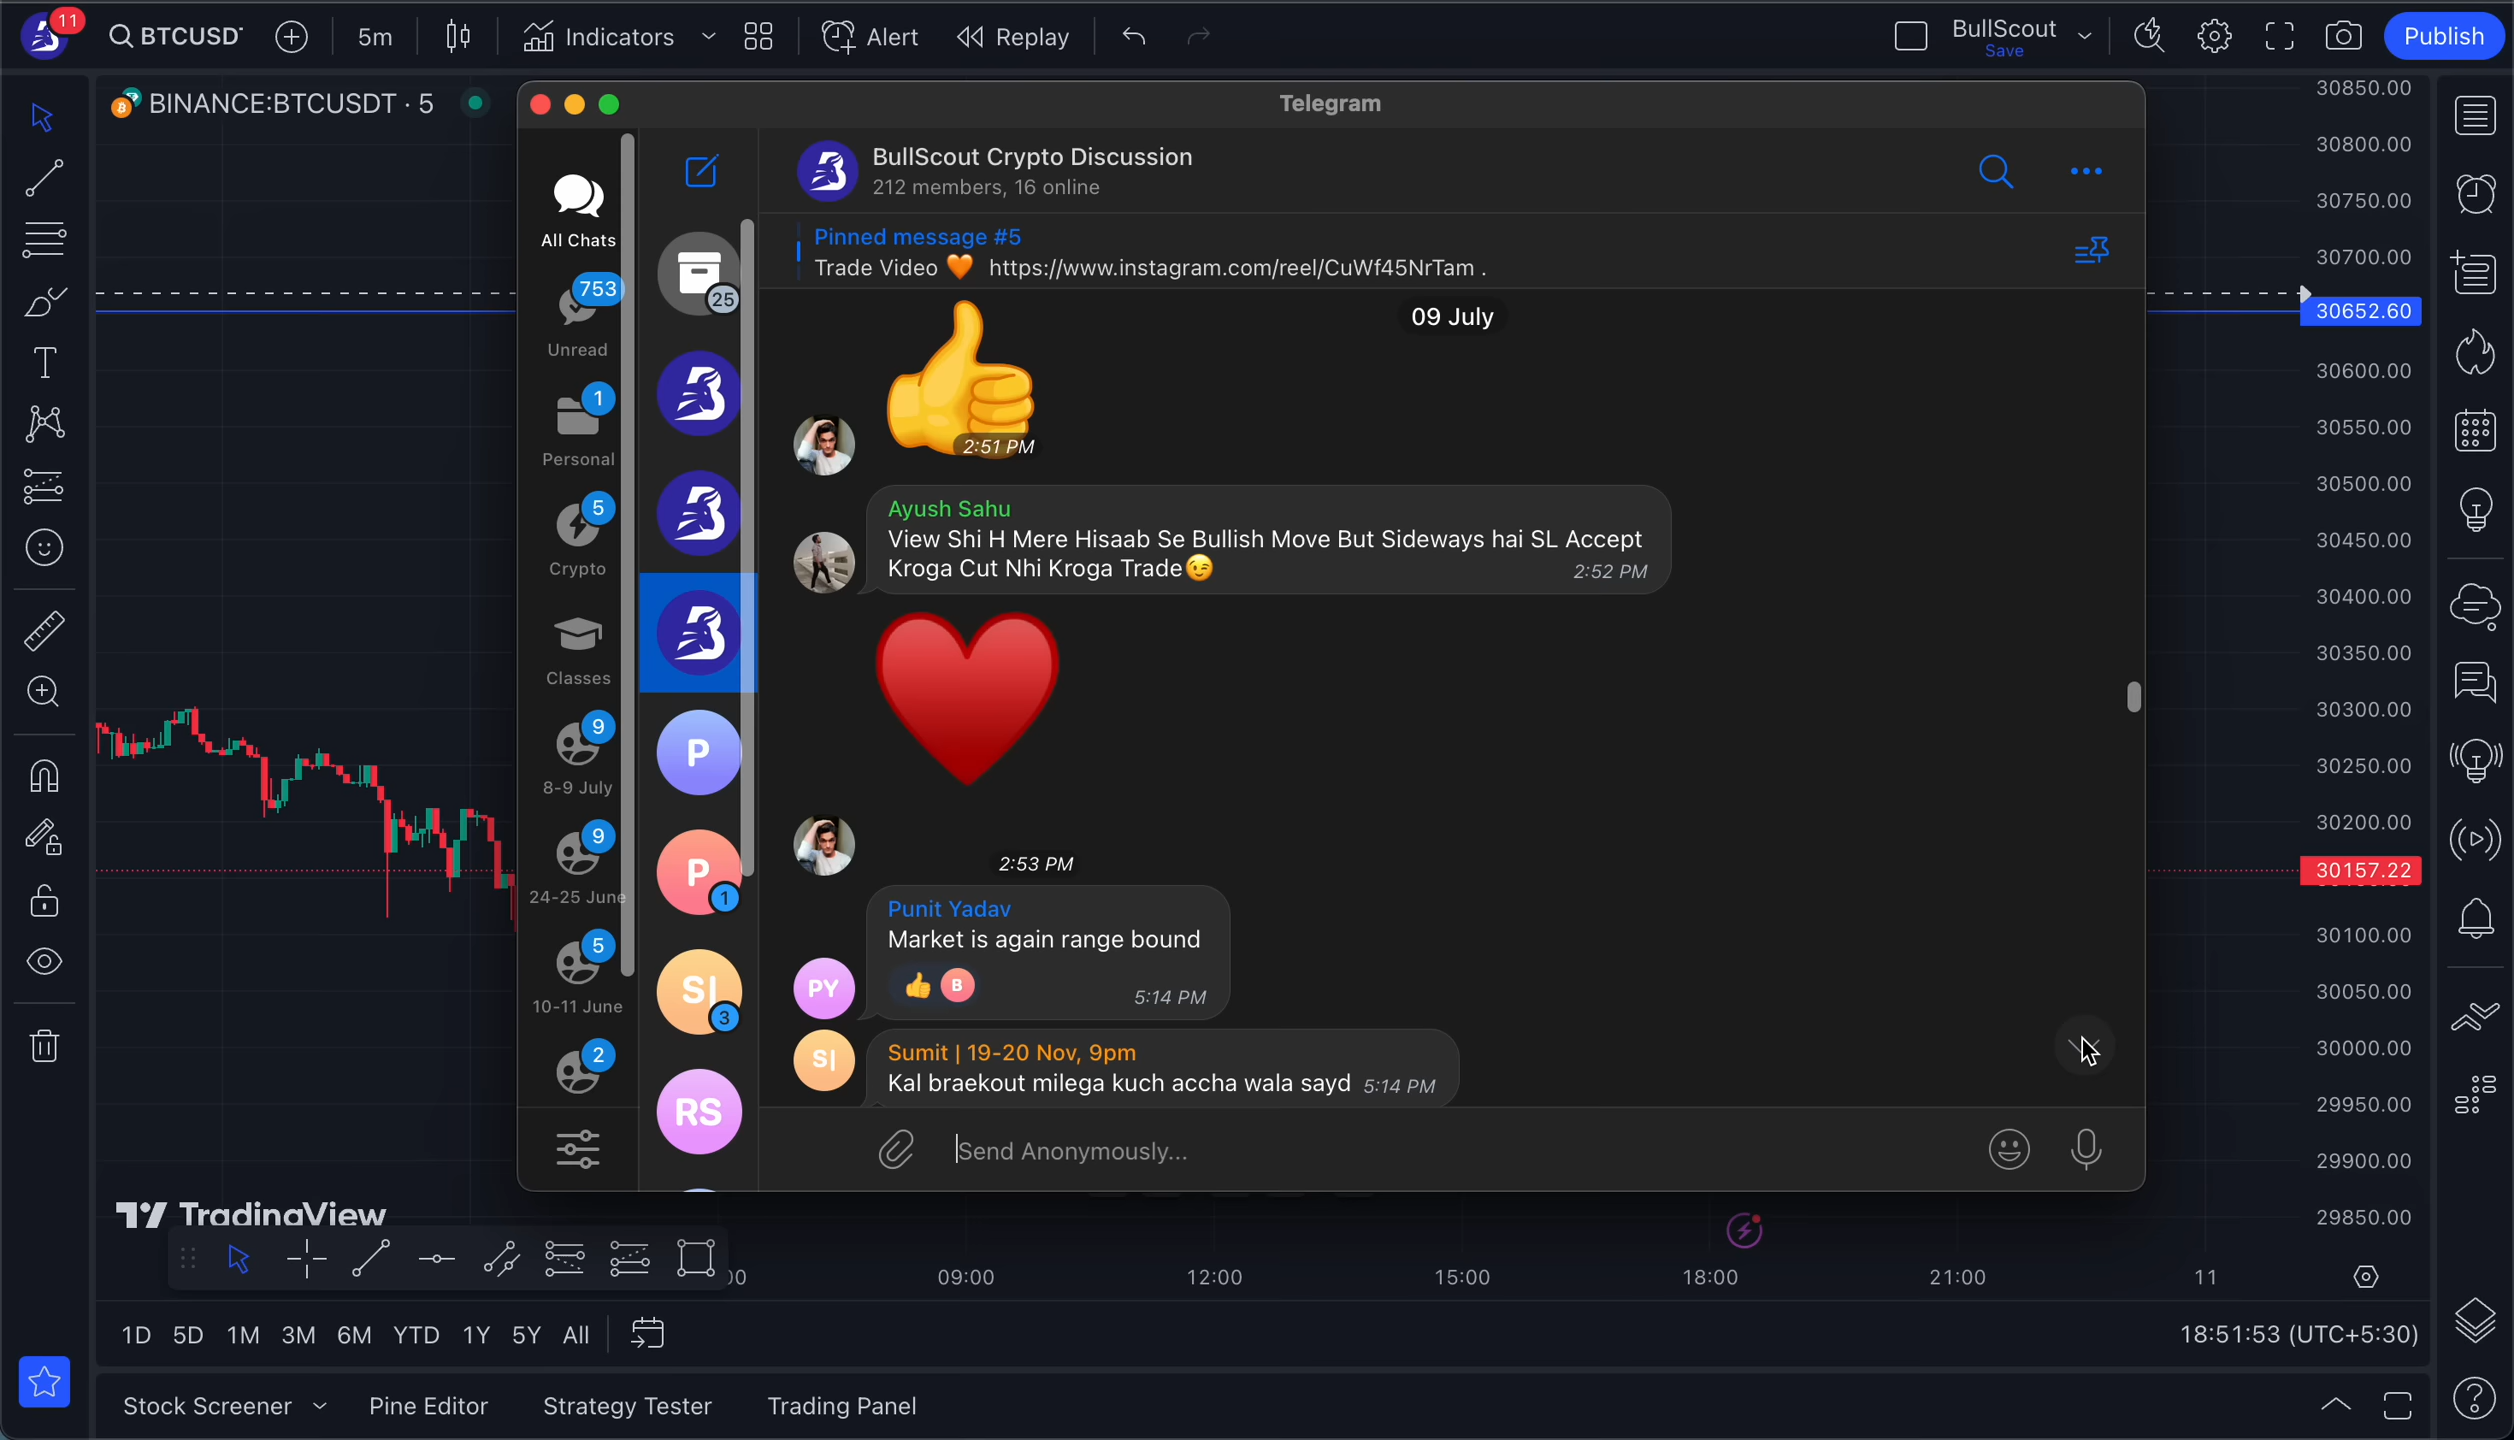 11
BTCUSDT
5m
Indicators
Alert
Replay
BullScout
Save
Publish
BINANCE:BTCUSDT · 5
Telegram
All Chats
753
Unread
1
Personal
5
Crypto
Classes
9
8-9 July
9
24-25 June
5
10-11 June
2
25
P
P
1
S|
3
RS
BullScout Crypto Discussion
212 members, 16 online
Pinned message #5
Trade Video 🧡 https://www.instagram.com/reel/CuWf45NrTam .
09 July
2:51 PM
Ayush Sahu
View Shi H Mere Hisaab Se Bullish Move But Sideways hai SL Accept
Kroga Cut Nhi Kroga Trade😉 2:52 PM
2:53 PM
Punit Yadav
Market is again range bound
👍 B
5:14 PM
PY
Sumit | 19-20 Nov, 9pm
S|
Kal braekout milega kuch accha wala sayd 5:14 PM
Send Anonymously...
30850.00
30800.00
30750.00
30700.00
30652.60
30600.00
30550.00
30500.00
30450.00
30400.00
30350.00
30300.00
30250.00
30200.00
30157.22
30100.00
30050.00
30000.00
29950.00
29900.00
29850.00
TradingView
09:00 12:00 15:00 18:00 21:00 11
1D 5D 1M 3M 6M YTD 1Y 5Y All
18:51:53 (UTC+5:30)
Stock Screener Pine Editor Strategy Tester Trading Panel